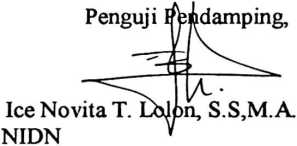 Penguji Pendamping,
Ice Novita T. Lolon, S.S,M.A.
NIDN